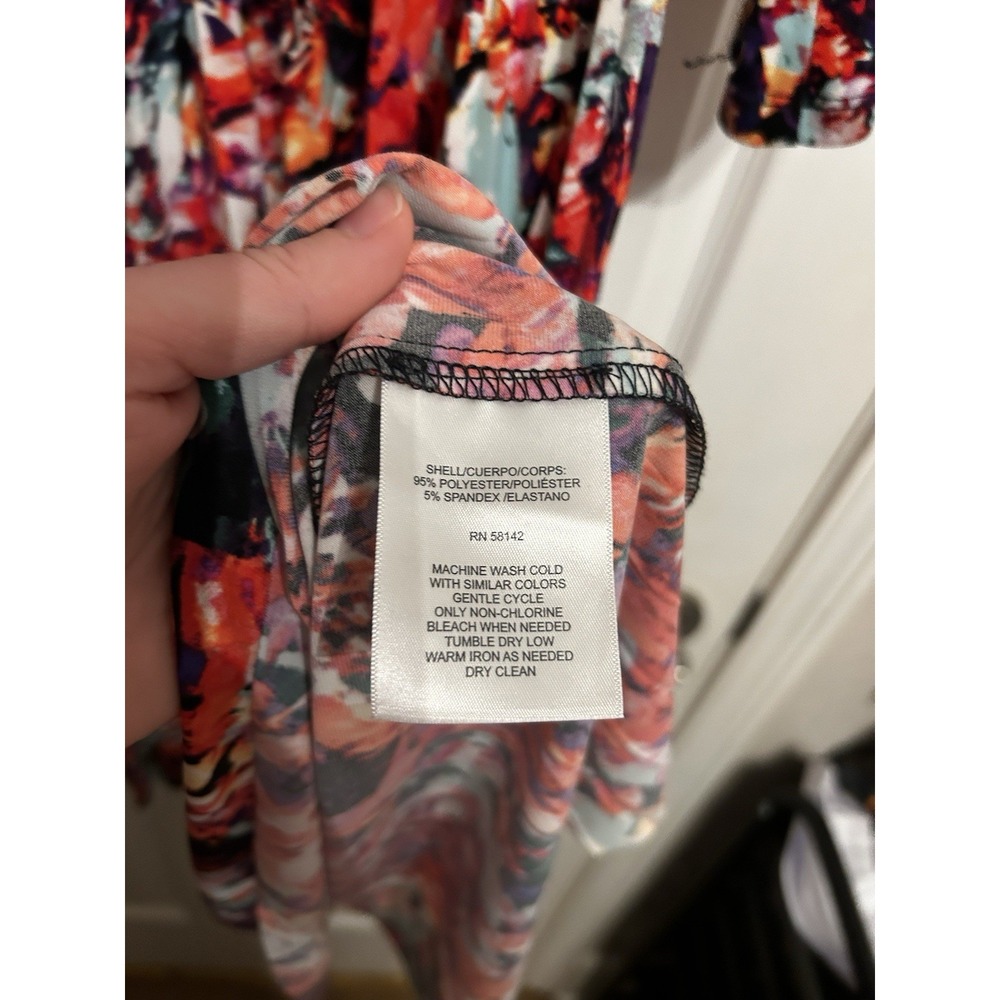 SHELL/CUERPO/CORPS:
95% POLYESTER/POLIÉSTER
5% SPANDEX /ELASTANO
RN 58142
MACHINE WASH COLD
WITH SIMILAR COLORS
GENTLE CYCLE
ONLY NON-CHLORINE
BLEACH WHEN NEEDED
TUMBLE DRY LOW
WARM IRON AS NEEDED
DRY CLEAN